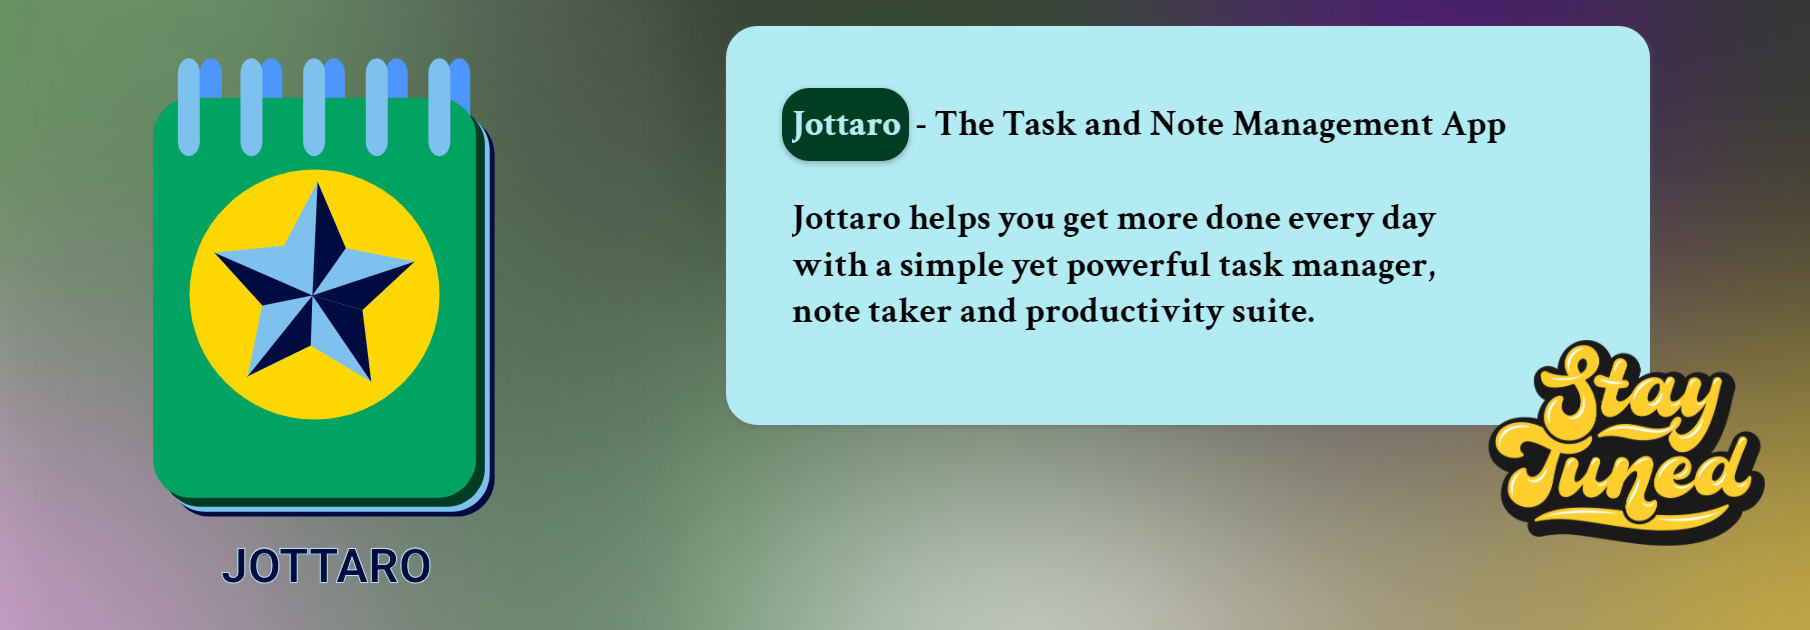 JOTTARO
Jottaro - The Task and Note Management App
Jottaro helps you get more done every day
with a simple yet powerful task manager,
note taker and productivity suite.
Stay
Tuned